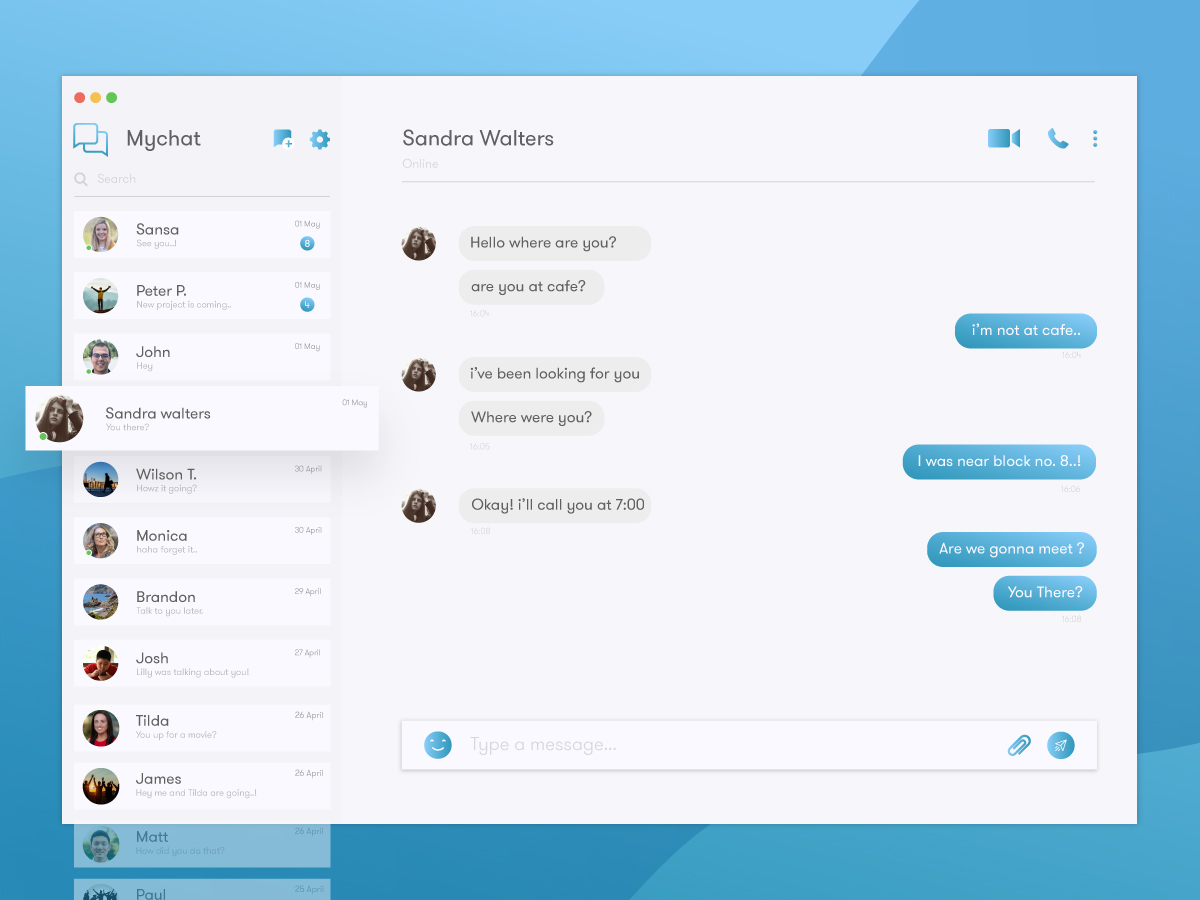 Mychat
Search
Sansa
01 May
See you..!
8
Peter P.
01 May
New project is coming..
4
John
01 May
Hey
Sandra walters
01 May
You there?
Wilson T.
30 April
Howz it going?
Monica
30 April
haha forget it..
Brandon
29 April
Talk to you later.
Josh
27 April
Lilly was talking about you!
Tilda
26 April
You up for a movie?
James
26 April
Hey me and Tilda are going..!
Matt
26 April
How did you do that?
Paul
25 April
Sandra Walters
Online
Hello where are you?
are you at cafe?
16:04
i'm not at cafe..
16:04
i've been looking for you
Where were you?
16:06
I was near block no. 8..!
16:06
Okay! i'll call you at 7:00
16:08
Are we gonna meet ?
You There?
16:08
Type a message...